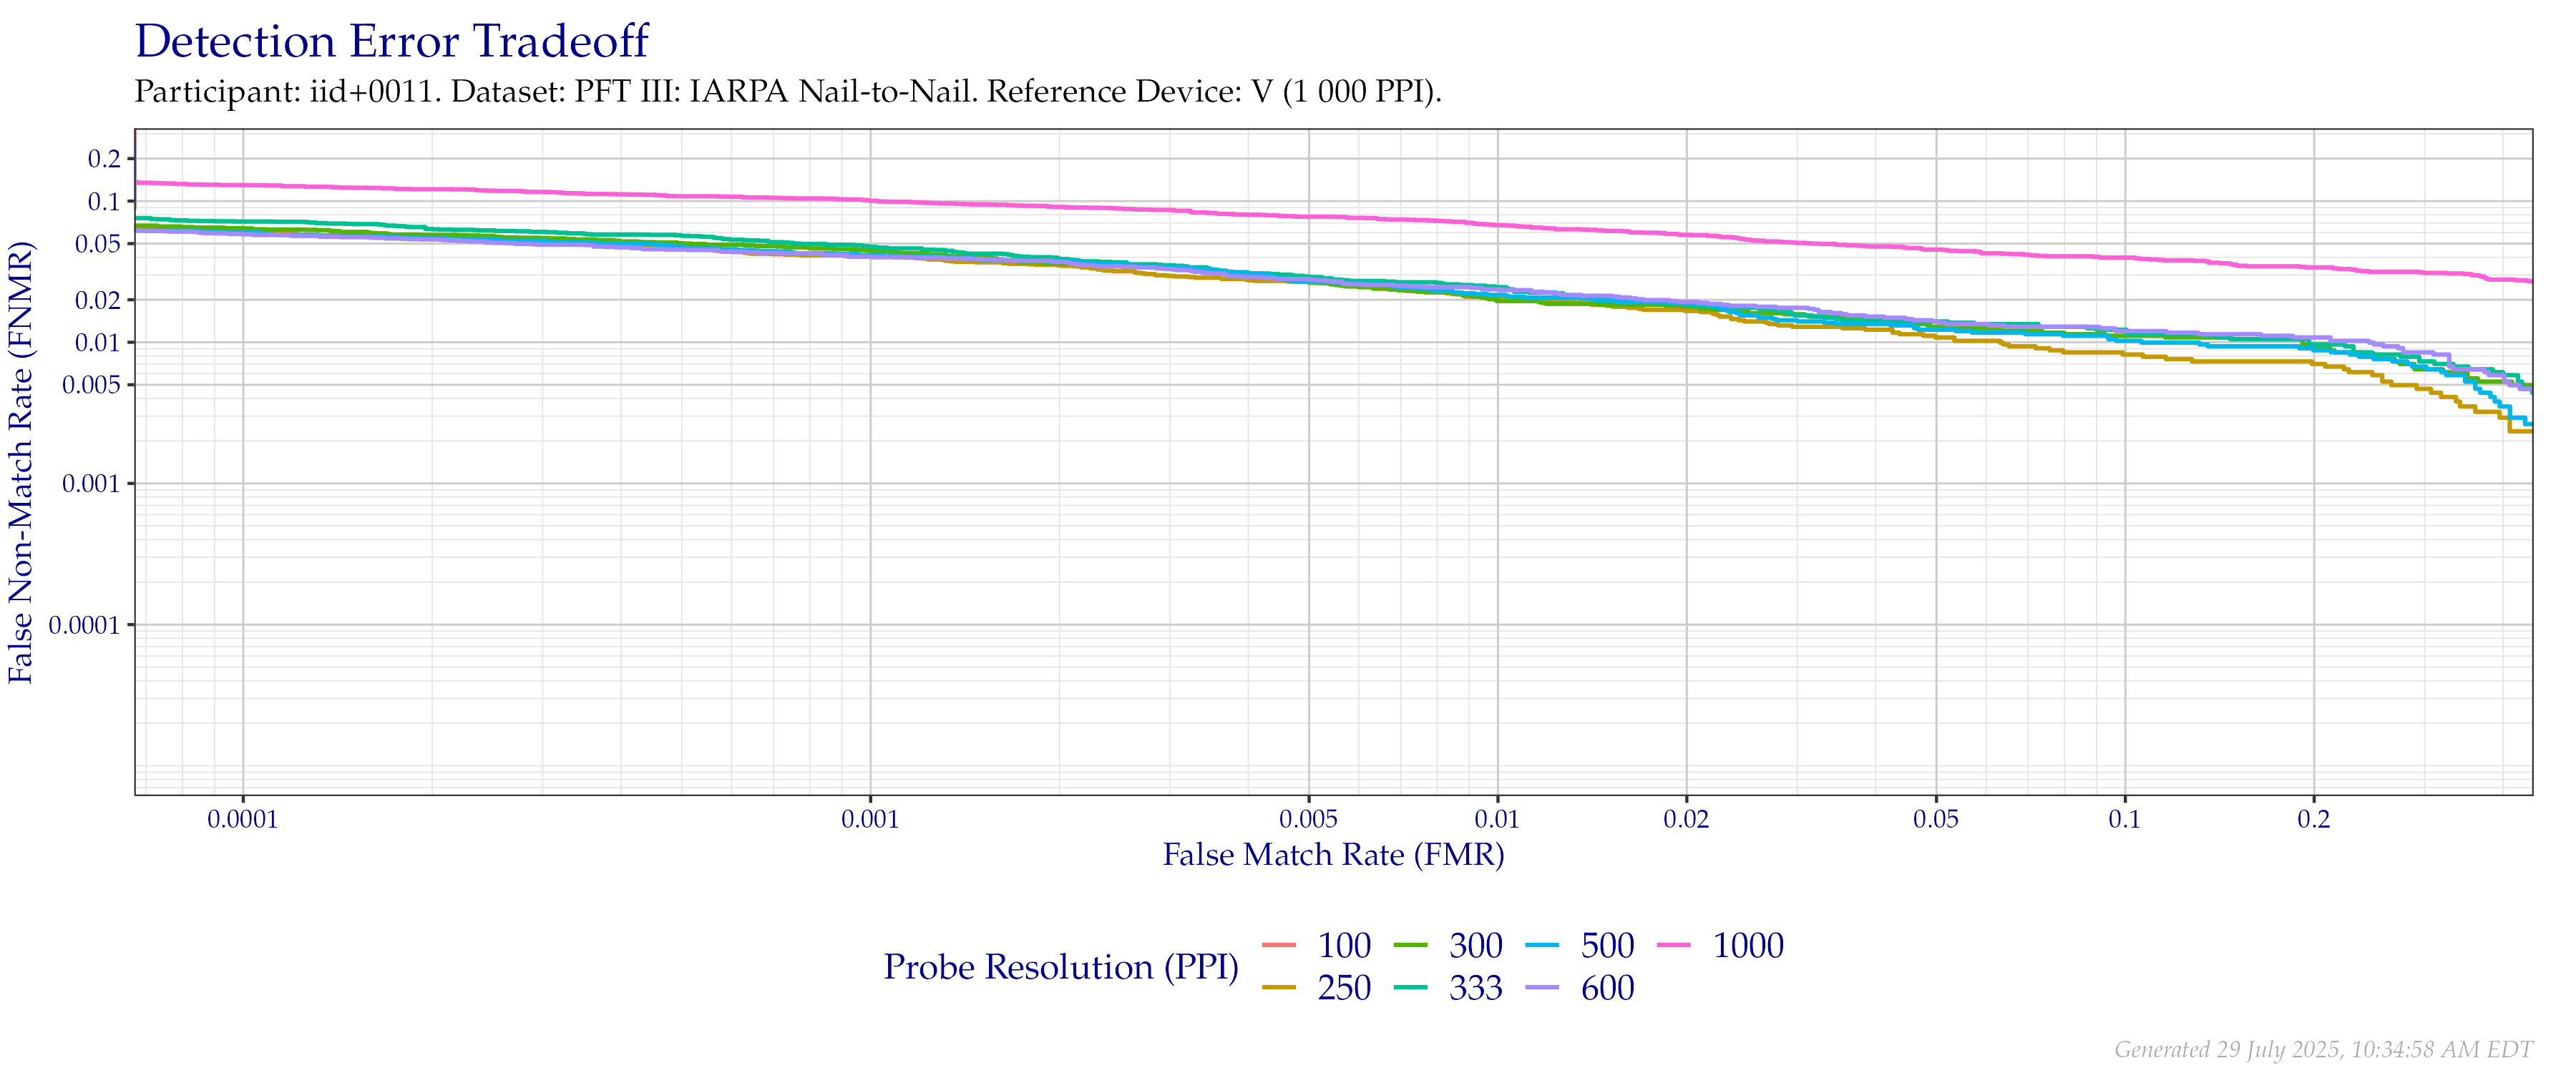 Detection Error Tradeoff
Participant: iid+0011. Dataset: PFT III: IARPA Nail-to-Nail. Reference Device: V (1 000 PPI).
False Non-Match Rate (FNMR)
0.2
0.1
0.05
0.02
0.01
0.005
0.001
0.0001
0.0001 0.001 0.005 0.01 0.02 0.05 0.1 0.2
False Match Rate (FMR)
Probe Resolution (PPI)
100 300 500 1000
250 333 600
Generated 29 July 2025, 10:34:58 AM EDT